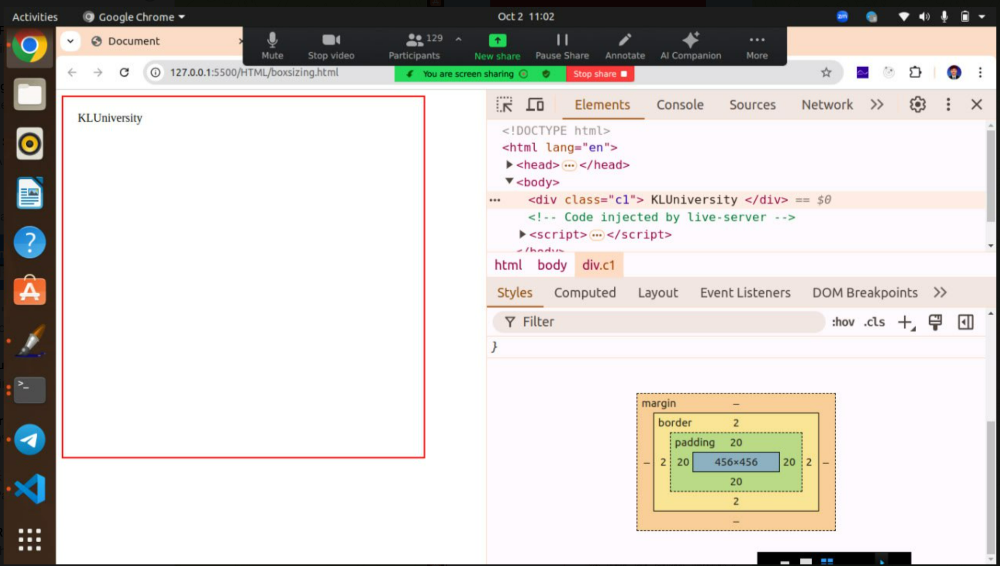 Activities
Google Chrome
Oct 2 11:02
zm
Document
Mute
Stop video
Participants
129
New share
Pause Share
Annotate
AI Companion
More
127.0.0.1:5500/HTML/boxsizing.html
You are screen sharing
Stop share
KLUniversity
Elements
Console
Sources
Network
<!DOCTYPE html>
<html lang="en">
<head>…</head>
<body>
<div class="c1"> KLUniversity </div> == $0
<!-- Code injected by live-server -->
<script>…</script>
</body>
html
body
div.c1
Styles
Computed
Layout
Event Listeners
DOM Breakpoints
Filter
:hov
.cls
}
margin
–
border
2
padding
20
–
2
20
456×456
20
2
–
20
2
–